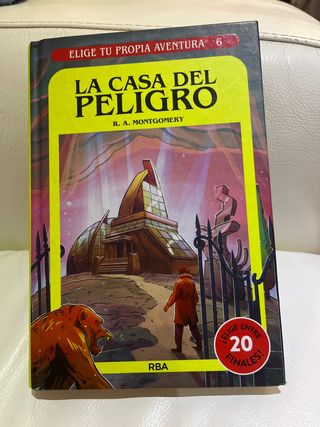 ELIGE TU PROPIA AVENTURA 6
LA CASA DEL
PELIGRO
R. A. MONTGOMERY
¡ELIGE ENTRE
20
FINALES!
RBA